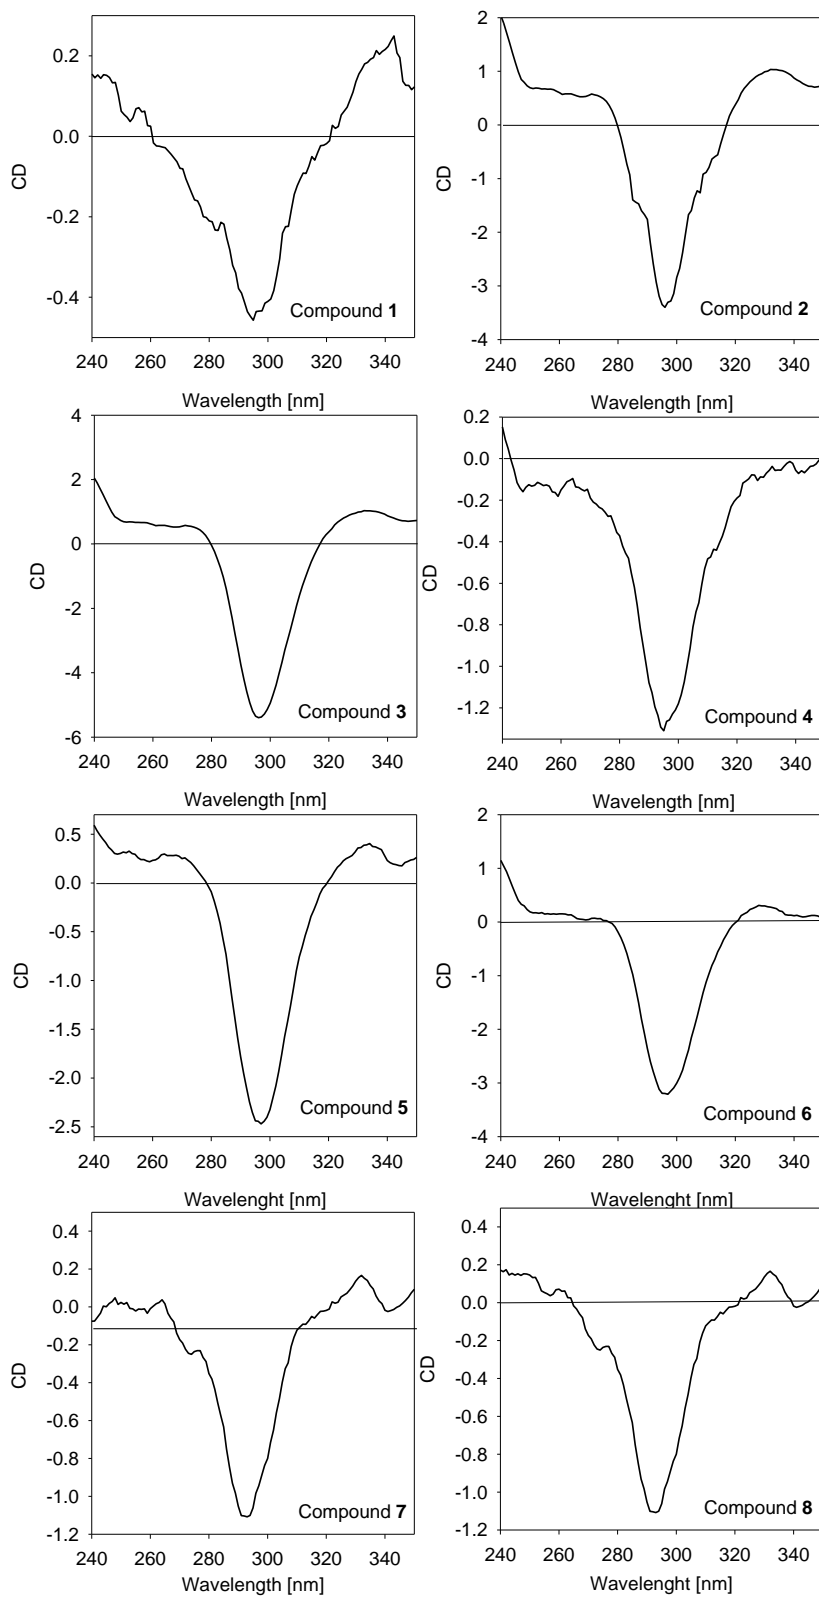 0.2
0.0
-0.2
-0.4
CD
Compound 1
240 260 280 300 320 340
Wavelength [nm]
2
1
0
-1
-2
-3
-4
CD
Compound 2
240 260 280 300 320 340
Wavelength [nm]
4
2
0
-2
-4
-6
CD
Compound 3
240 260 280 300 320 340
Wavelength [nm]
0.2
0.0
-0.2
-0.4
-0.6
-0.8
-1.0
-1.2
CD
Compound 4
240 260 280 300 320 340
Wavelength [nm]
0.5
0.0
-0.5
-1.0
-1.5
-2.0
-2.5
CD
Compound 5
240 260 280 300 320 340
Wavelenght [nm]
2
1
0
-1
-2
-3
-4
CD
Compound 6
240 260 280 300 320 340
Wavelenght [nm]
0.4
0.2
0.0
-0.2
-0.4
-0.6
-0.8
-1.0
-1.2
CD
Compound 7
240 260 280 300 320 340
Wavelength [nm]
0.4
0.2
0.0
-0.2
-0.4
-0.6
-0.8
-1.0
-1.2
CD
Compound 8
240 260 280 300 320 340
Wavelenght [nm]